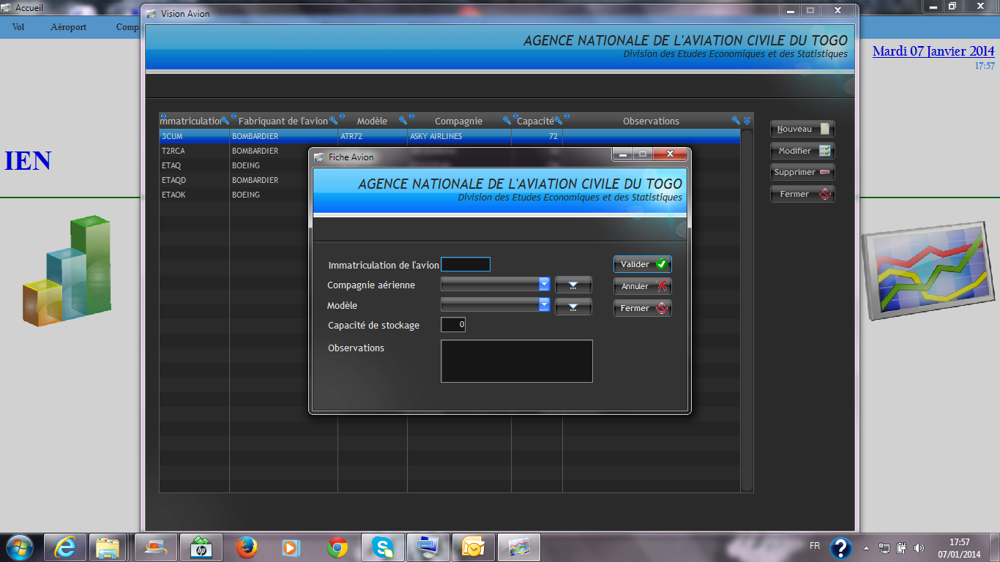 Accueil
Vol Aéroport Comp
Vision Avion
AGENCE NATIONALE DE L'AVIATION CIVILE DU TOGO
Division des Etudes Economiques et des Statistiques
Mardi 07 Janvier 2014
17:57
IEN
mmatriculation Fabriquant de l'avion Modèle Compagnie Capacité Observations
3CUM BOMBARDIER ATR72 ASKY AIRLINES 72
T2RCA BOMBARDIER
ETAQ BOEING
ETAQD BOMBARDIER
ETAOK BOEING
Nouveau
Modifier
Supprimer
Fermer
Fiche Avion
AGENCE NATIONALE DE L'AVIATION CIVILE DU TOGO
Division des Etudes Economiques et des Statistiques
Immatriculation de l'avion
Compagnie aérienne
Modèle
Capacité de stockage 0
Observations
Valider
Annuler
Fermer
FR
17:57
07/01/2014